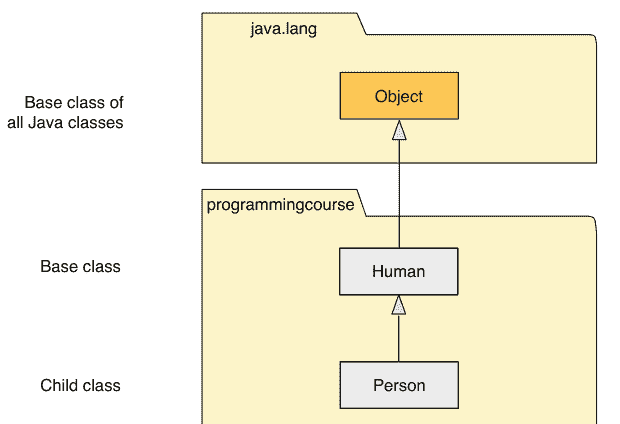 java.lang
Object
Base class of
all Java classes
programmingcourse
Human
Base class
Person
Child class